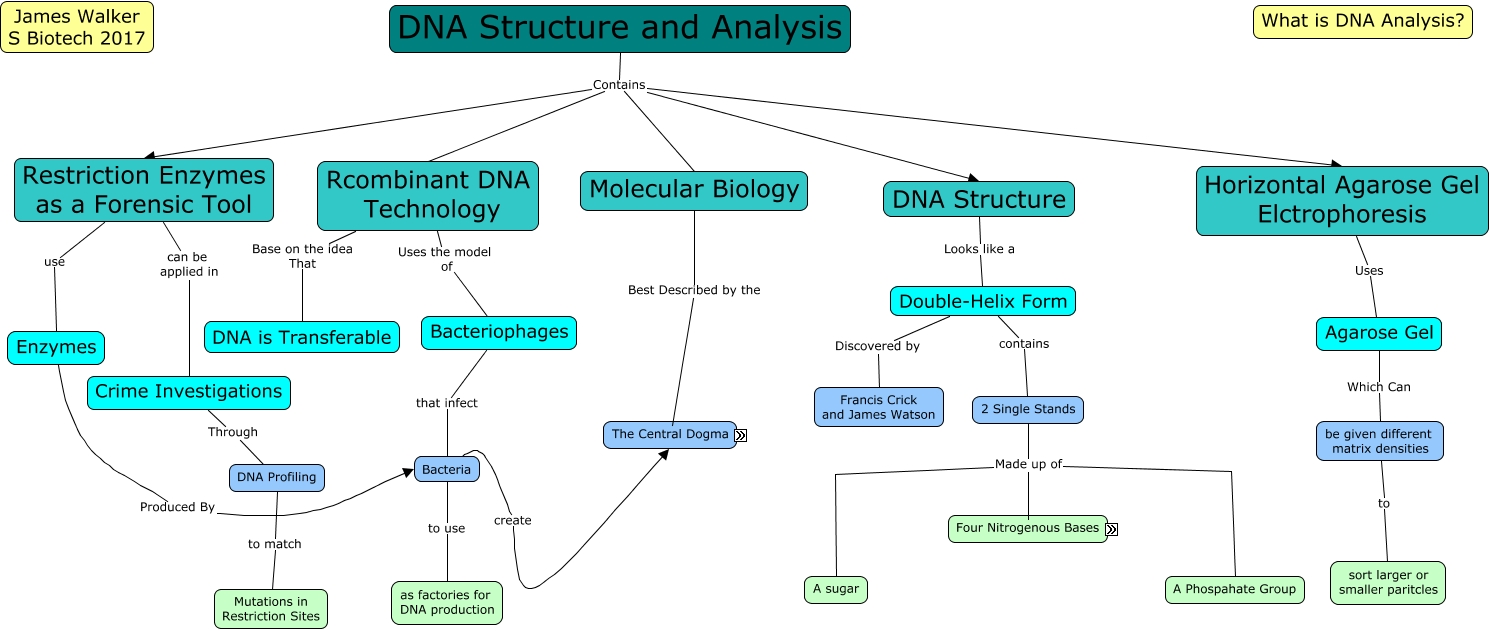 James Walker
S Biotech 2017
DNA Structure and Analysis
What is DNA Analysis?
Contains
Restriction Enzymes
as a Forensic Tool
Rcombinant DNA
Technology
Molecular Biology
DNA Structure
Horizontal Agarose Gel
Elctrophoresis
use
can be
applied in
Base on the idea
That
Uses the model
of
Best Described by the
Looks like a
Uses
Enzymes
Crime Investigations
DNA is Transferable
Bacteriophages
Double-Helix Form
Agarose Gel
Discovered by
contains
Which Can
Through
that infect
Francis Crick
and James Watson
2 Single Stands
The Central Dogma
be given different
matrix densities
DNA Profiling
Bacteria
Made up of
Produced By
to match
to use
create
to
Four Nitrogenous Bases
Mutations in
Restriction Sites
as factories for
DNA production
A sugar
A Phospahate Group
sort larger or
smaller paritcles